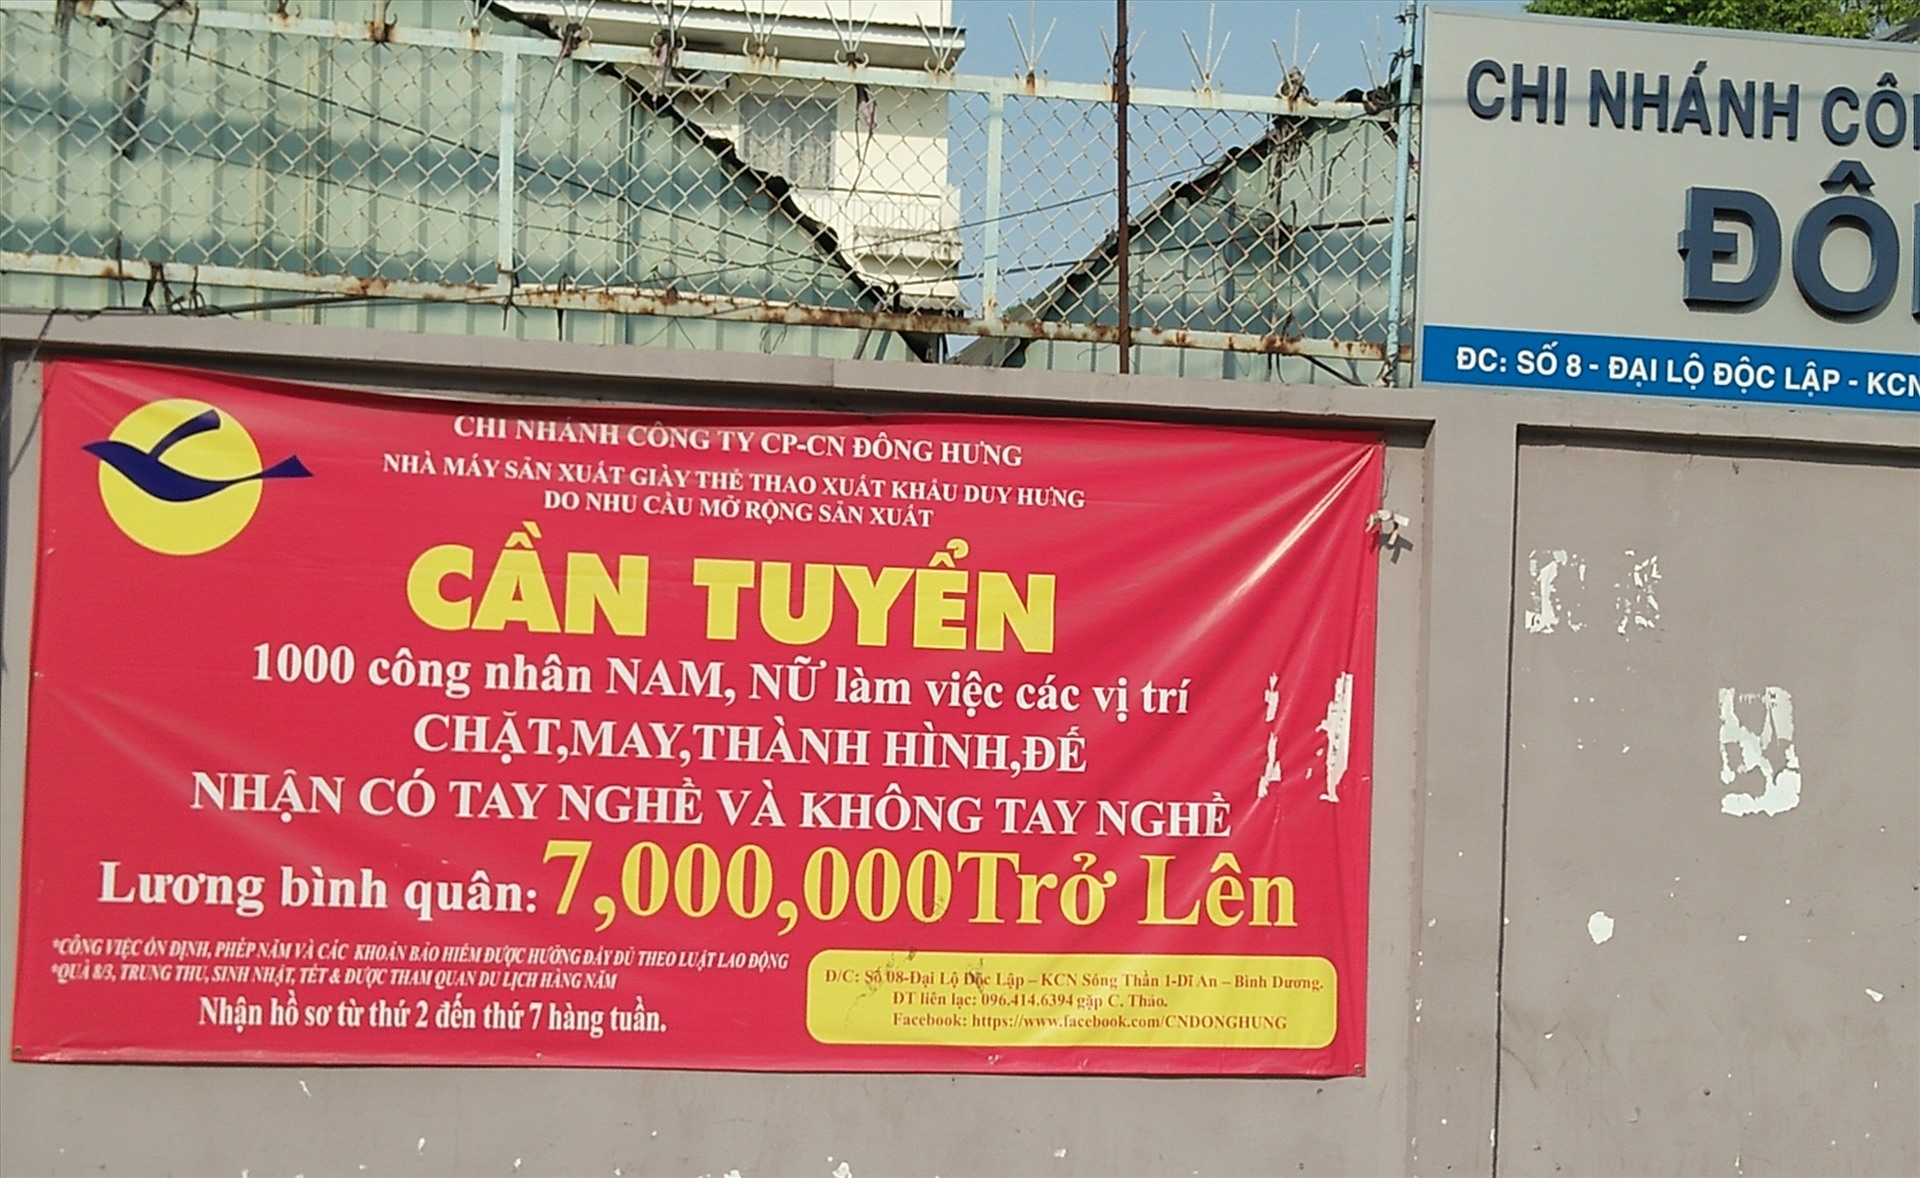 CHI NHÁNH CÔ
ĐÔ
ĐC: SỐ 8 - ĐẠI LỘ ĐỘC LẬP - KCN
CHI NHÁNH CÔNG TY CP-CN ĐÔNG HƯNG
NHÀ MÁY SẢN XUẤT GIÀY THỂ THAO XUẤT KHẨU DUY HƯNG
DO NHU CẦU MỞ RỘNG SẢN XUẤT
CẦN TUYỂN
1000 công nhân NAM, NỮ làm việc các vị trí
CHẶT,MAY,THÀNH HÌNH,ĐẾ
NHẬN CÓ TAY NGHỀ VÀ KHÔNG TAY NGHỀ
Lương bình quân: 7,000,000Trở Lên
*CÔNG VIỆC ỔN ĐỊNH, PHÉP NĂM VÀ CÁC KHOẢN BẢO HIỂM ĐƯỢC HƯỞNG ĐẦY ĐỦ THEO LUẬT LAO ĐỘNG
*QUÀ 8/3, TRUNG THU, SINH NHẬT, TẾT & ĐƯỢC THAM QUAN DU LỊCH HÀNG NĂM
Nhận hồ sơ từ thứ 2 đến thứ 7 hàng tuần.
Đ/C: Số 08-Đại Lộ Độc Lập – KCN Sóng Thần 1-Dĩ An – Bình Dương.
ĐT liên lạc: 096.414.6394 gặp C. Thảo.
Facebook: https://www.facebook.com/CNDONGHUNG